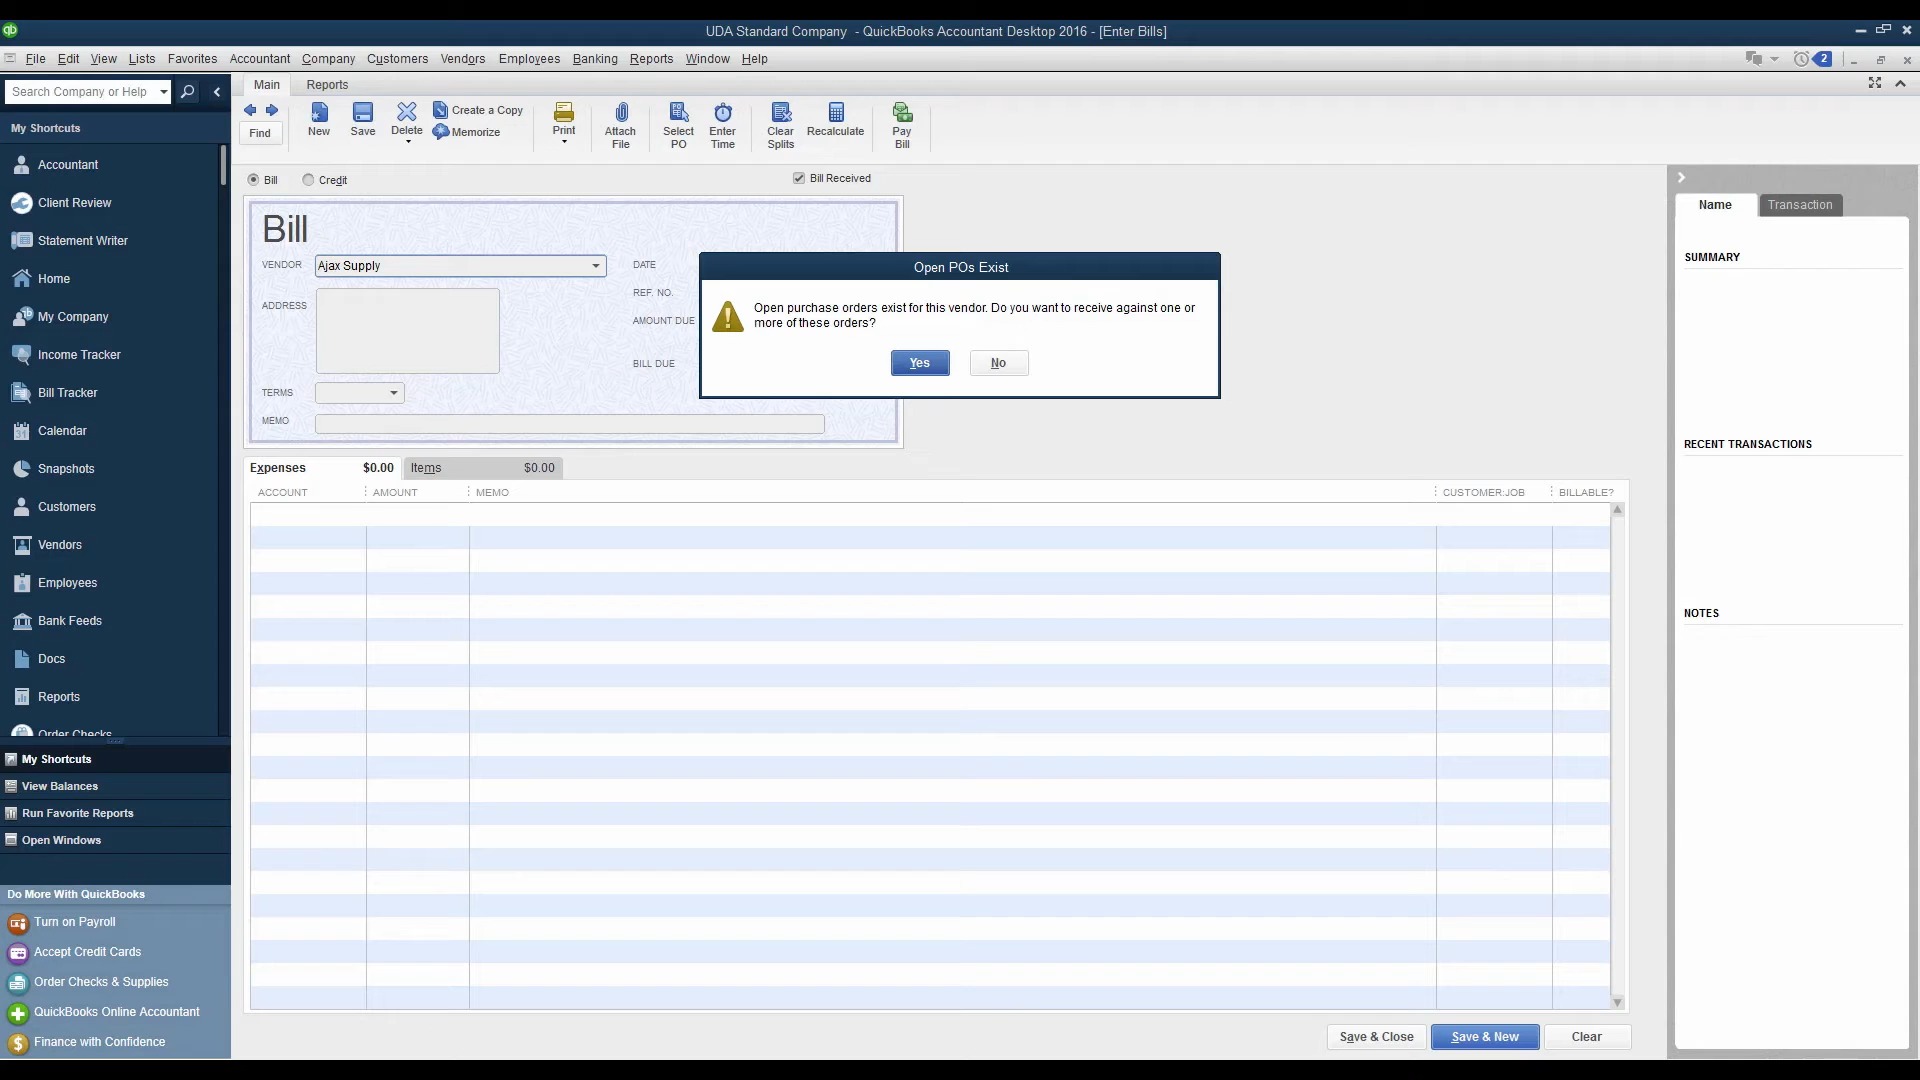 UDA Standard Company - QuickBooks Accountant Desktop 2016 - [Enter Bills]
File Edit View Lists Favorites Accountant Company Customers Vendors Employees Banking Reports Window Help
2
Search Company or Help
Main Reports
My Shortcuts
Find
New
Save
Delete
Create a Copy
Memorize
Print
Attach
File
Select
PO
Enter
Time
Clear
Splits
Recalculate
Pay
Bill
Accountant
Client Review
Statement Writer
Home
My Company
Income Tracker
Bill Tracker
Calendar
Snapshots
Customers
Vendors
Employees
Bank Feeds
Docs
Reports
Order Checks
My Shortcuts
View Balances
Run Favorite Reports
Open Windows
Do More With QuickBooks
Turn on Payroll
Accept Credit Cards
Order Checks & Supplies
QuickBooks Online Accountant
Finance with Confidence
Bill Credit Bill Received
Bill
VENDOR Ajax Supply
ADDRESS
TERMS
MEMO
DATE
REF. NO.
AMOUNT DUE
BILL DUE
Open POs Exist
Open purchase orders exist for this vendor. Do you want to receive against one or
more of these orders?
Yes No
Expenses $0.00 Items $0.00
ACCOUNT AMOUNT MEMO CUSTOMER:JOB BILLABLE?
Save & Close Save & New Clear
Name Transaction
SUMMARY
RECENT TRANSACTIONS
NOTES